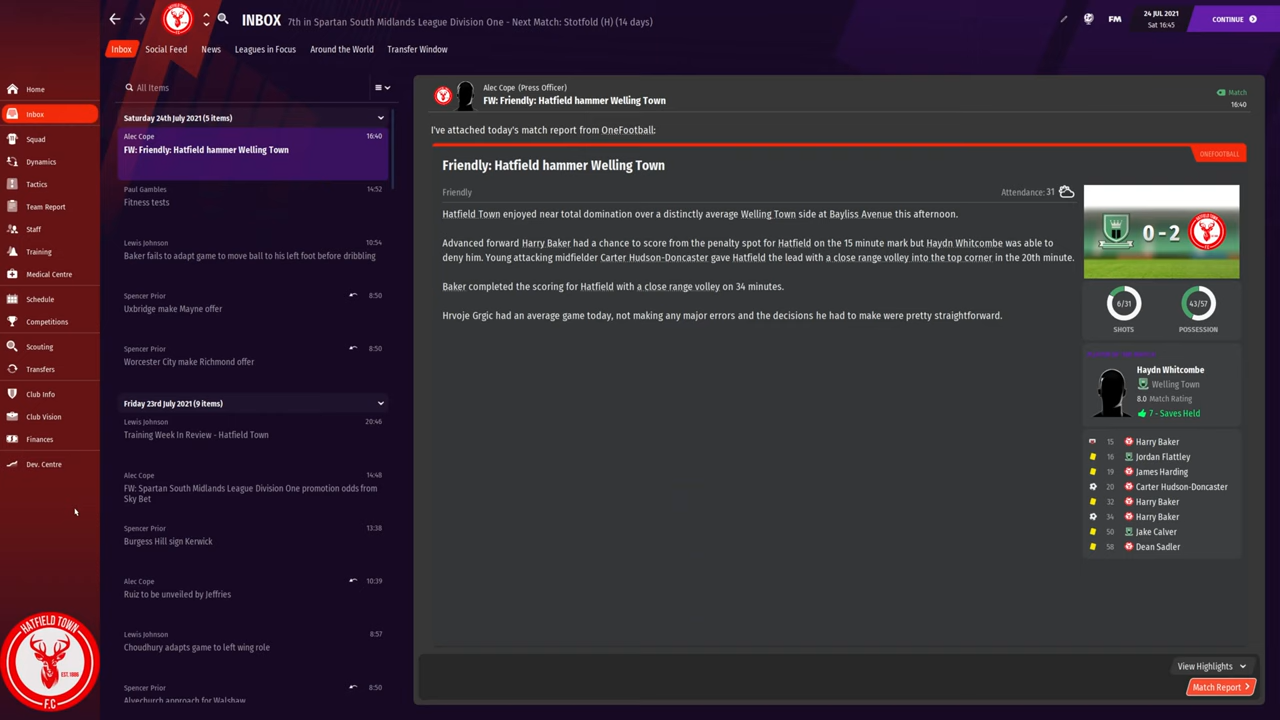 INBOX
7th in Spartan South Midlands League Division One - Next Match: Stotfold (H) (14 days)
FM
24 JUL 2021
Sat 16:45
CONTINUE
Inbox
Social Feed
News
Leagues in Focus
Around the World
Transfer Window
Home
Inbox
Squad
Dynamics
Tactics
Team Report
Staff
Training
Medical Centre
Schedule
Competitions
Scouting
Transfers
Club Info
Club Vision
Finances
Dev. Centre
HATFIELD TOWN
EST. 1886
F.C
All Items
Saturday 24th July 2021 (5 items)
Alec Cope 16:40
FW: Friendly: Hatfield hammer Welling Town
Paul Gambles 14:52
Fitness tests
Lewis Johnson 10:54
Baker fails to adapt game to move ball to his left foot before dribbling
Spencer Prior 8:50
Uxbridge make Mayne offer
Spencer Prior 8:50
Worcester City make Richmond offer
Friday 23rd July 2021 (9 items)
Lewis Johnson 20:46
Training Week In Review - Hatfield Town
Alec Cope 14:48
FW: Spartan South Midlands League Division One promotion odds from
Sky Bet
Spencer Prior 13:38
Burgess Hill sign Kerwick
Alec Cope 10:39
Ruiz to be unveiled by Jeffries
Lewis Johnson 8:57
Choudhury adapts game to left wing role
Spencer Prior 8:50
Alvechurch approach for Walshaw
Alec Cope (Press Officer)
FW: Friendly: Hatfield hammer Welling Town
Match
16:40
I've attached today's match report from OneFootball:
ONEFOOTBALL
Friendly: Hatfield hammer Welling Town
Friendly
Attendance: 31
Hatfield Town enjoyed near total domination over a distinctly average Welling Town side at Bayliss Avenue this afternoon.
Advanced forward Harry Baker had a chance to score from the penalty spot for Hatfield on the 15 minute mark but Haydn Whitcombe was able to
deny him. Young attacking midfielder Carter Hudson-Doncaster gave Hatfield the lead with a close range volley into the top corner in the 20th minute.
Baker completed the scoring for Hatfield with a close range volley on 34 minutes.
Hrvoje Grgic had an average game today, not making any major errors and the decisions he had to make were pretty straightforward.
0-2
6/31
43/57
SHOTS
POSSESSION
Haydn Whitcombe
Welling Town
8.0 Match Rating
7 - Saves Held
15 Harry Baker
16 Jordan Flattley
19 James Harding
20 Carter Hudson-Doncaster
32 Harry Baker
34 Harry Baker
50 Jake Calver
58 Dean Sadler
View Highlights
Match Report